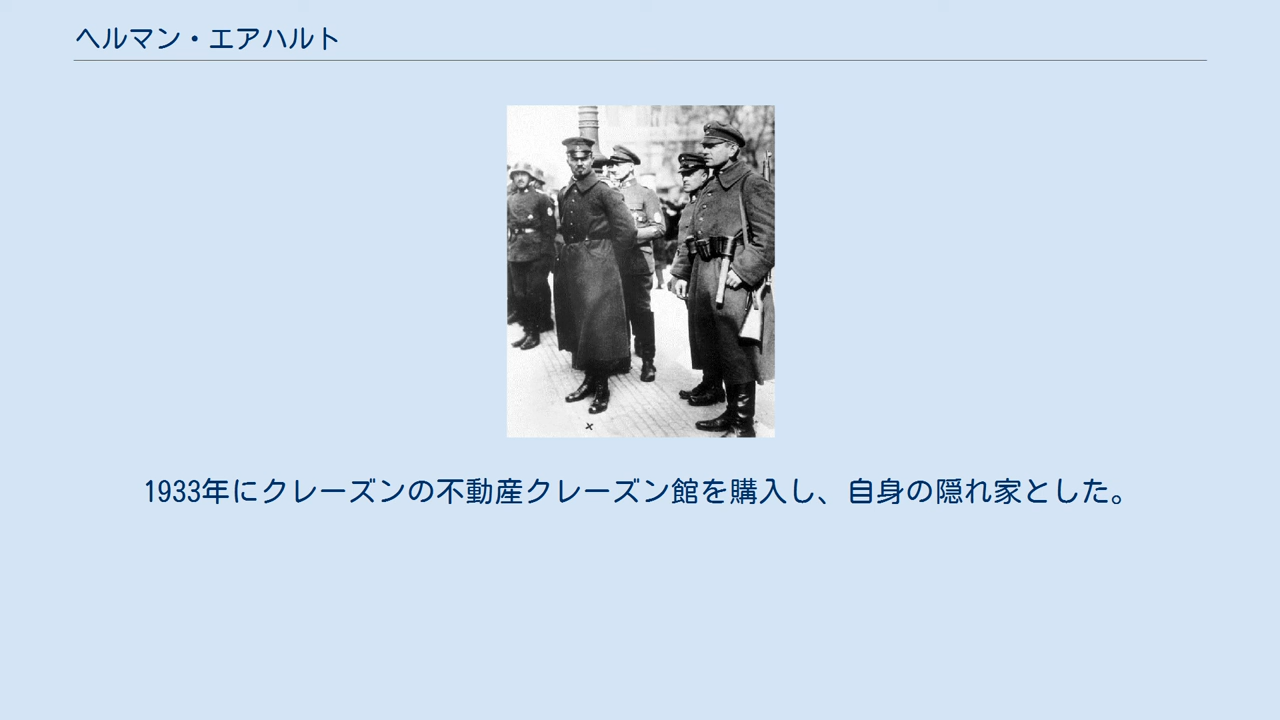 ヘルマン・エアハルト
1933年にクレーズンの不動産クレーズン館を購入し、自身の隠れ家とした。